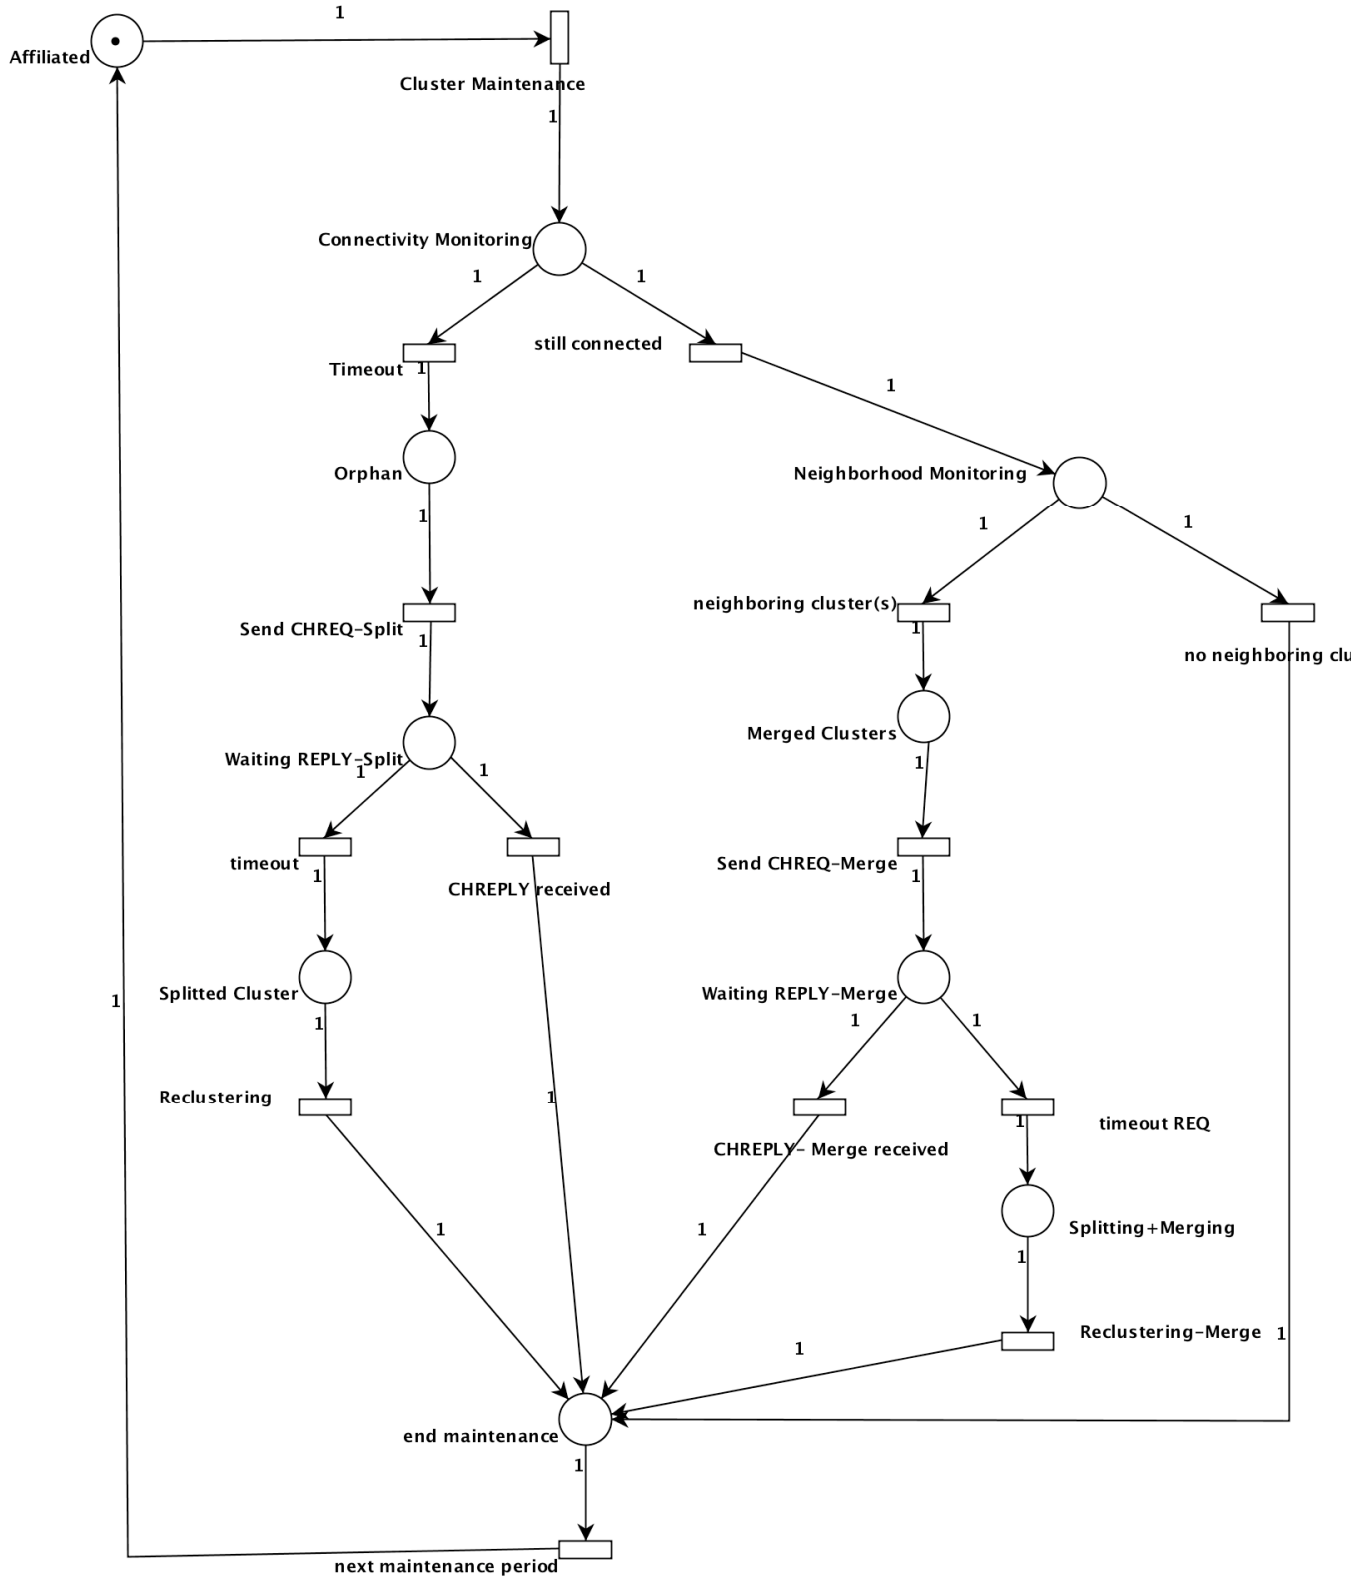 1
Affiliated
Cluster Maintenance
1
Connectivity Monitoring
1
1
still connected
Timeout
1
1
Orphan
Neighborhood Monitoring
1
1
1
neighboring cluster(s)
1
Send CHREQ-Split
1
no neighboring clu
Merged Clusters
Waiting REPLY-Split
1
1
1
timeout
Send CHREQ-Merge
1
1
CHREPLY received
Splitted Cluster
Waiting REPLY-Merge
1
1
1
1
Reclustering
1
1
timeout REQ
CHREPLY- Merge received
Splitting+Merging
1
1
1
Reclustering-Merge
1
1
end maintenance
1
next maintenance period